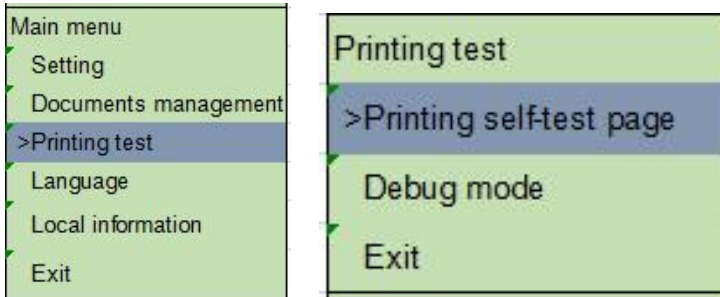 Main menu
Setting
Documents management
>Printing test
Language
Local information
Exit
Printing test
>Printing self-test page
Debug mode
Exit